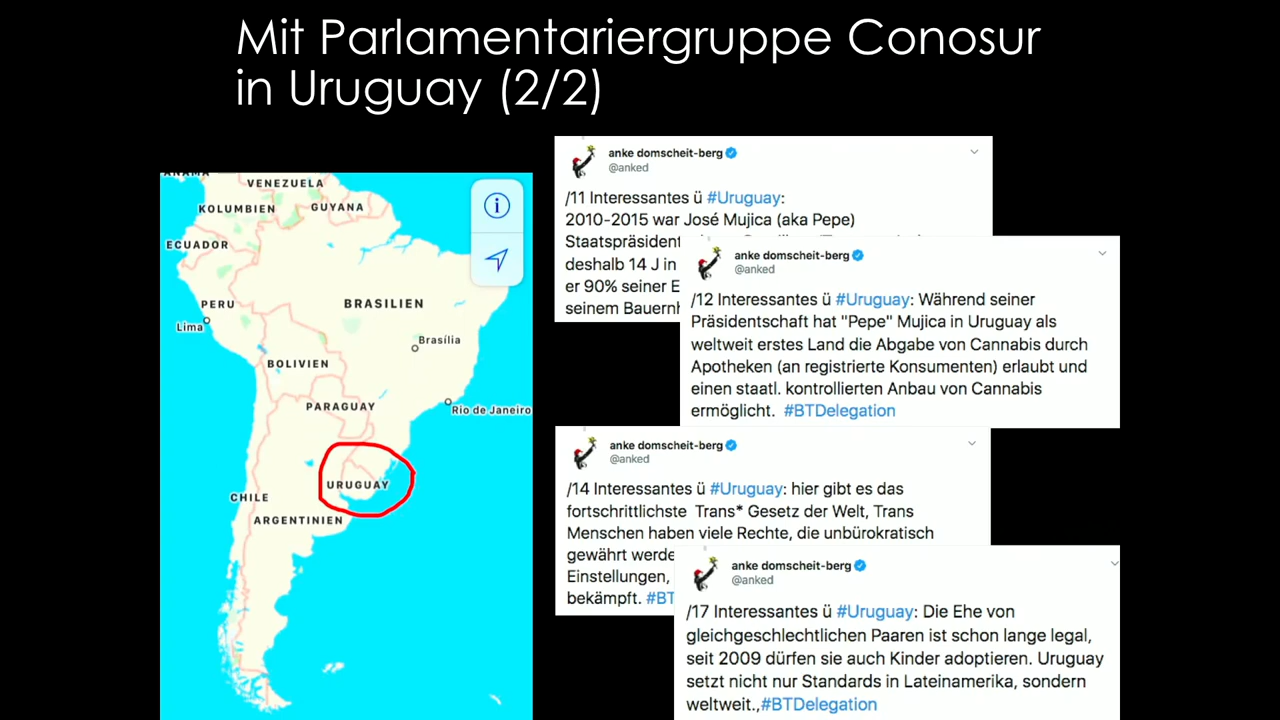 Mit Parlamentariergruppe Conosur
in Uruguay (2/2)
VENEZUELA
KOLUMBIEN
GUYANA
ECUADOR
PERU
BRASILIEN
Lima
Brasília
BOLIVIEN
PARAGUAY
Rio de Janeiro
URUGUAY
CHILE
ARGENTINIEN
anke domscheit-berg
@anked
/11 Interessantes ü #Uruguay:
2010-2015 war José Mujica (aka Pepe)
Staatspräsident
deshalb 14 J in
er 90% seiner E
seinem Bauernh
anke domscheit-berg
@anked
/12 Interessantes ü #Uruguay: Während seiner
Präsidentschaft hat "Pepe" Mujica in Uruguay als
weltweit erstes Land die Abgabe von Cannabis durch
Apotheken (an registrierte Konsumenten) erlaubt und
einen staatl. kontrollierten Anbau von Cannabis
ermöglicht. #BTDelegation
anke domscheit-berg
@anked
/14 Interessantes ü #Uruguay: hier gibt es das
fortschrittlichste Trans* Gesetz der Welt, Trans
Menschen haben viele Rechte, die unbürokratisch
gewährt werde
Einstellungen,
bekämpft. #BT
anke domscheit-berg
@anked
/17 Interessantes ü #Uruguay: Die Ehe von
gleichgeschlechtlichen Paaren ist schon lange legal,
seit 2009 dürfen sie auch Kinder adoptieren. Uruguay
setzt nicht nur Standards in Lateinamerika, sondern
weltweit.,#BTDelegation